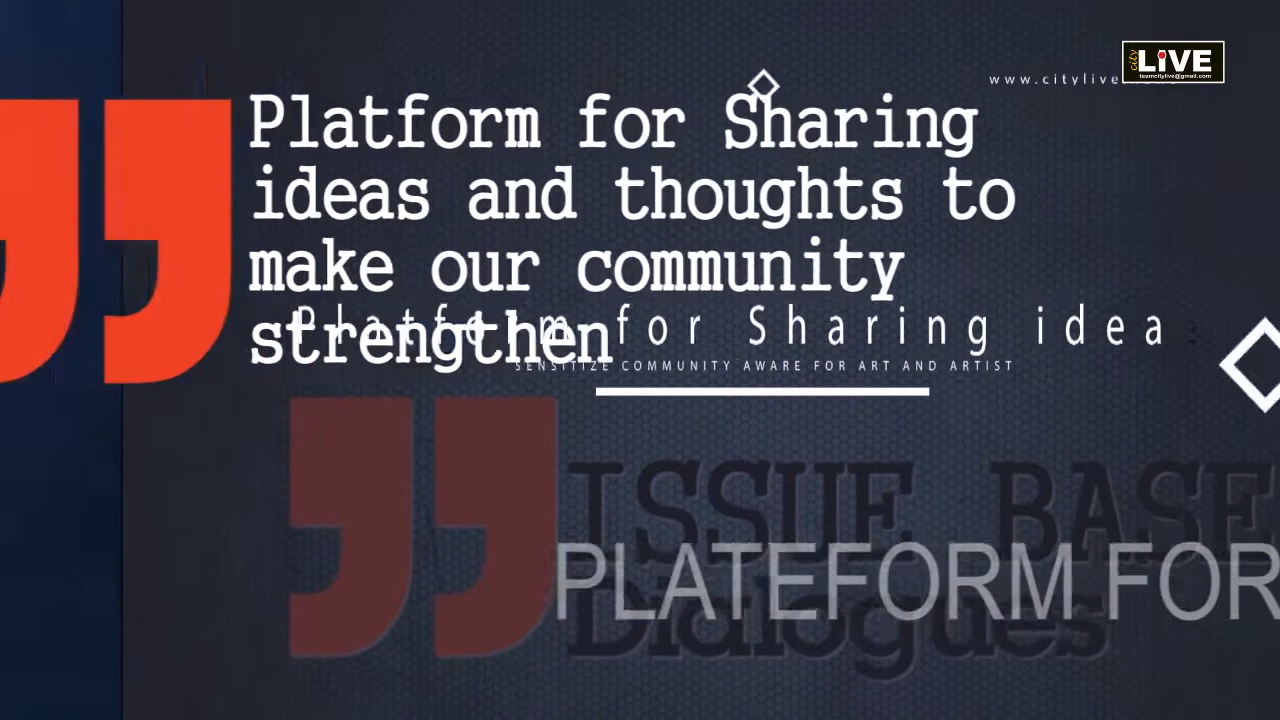 city LiVE
teamcitylive@gmail.com
www.citylive
Platform for Sharing
ideas and thoughts to
make our community
strengthen
Platform for Sharing idea
SENSITIZE COMMUNITY AWARE FOR ART AND ARTIST
ISSUE BASE
PLATEFORM FOR
Dialogues